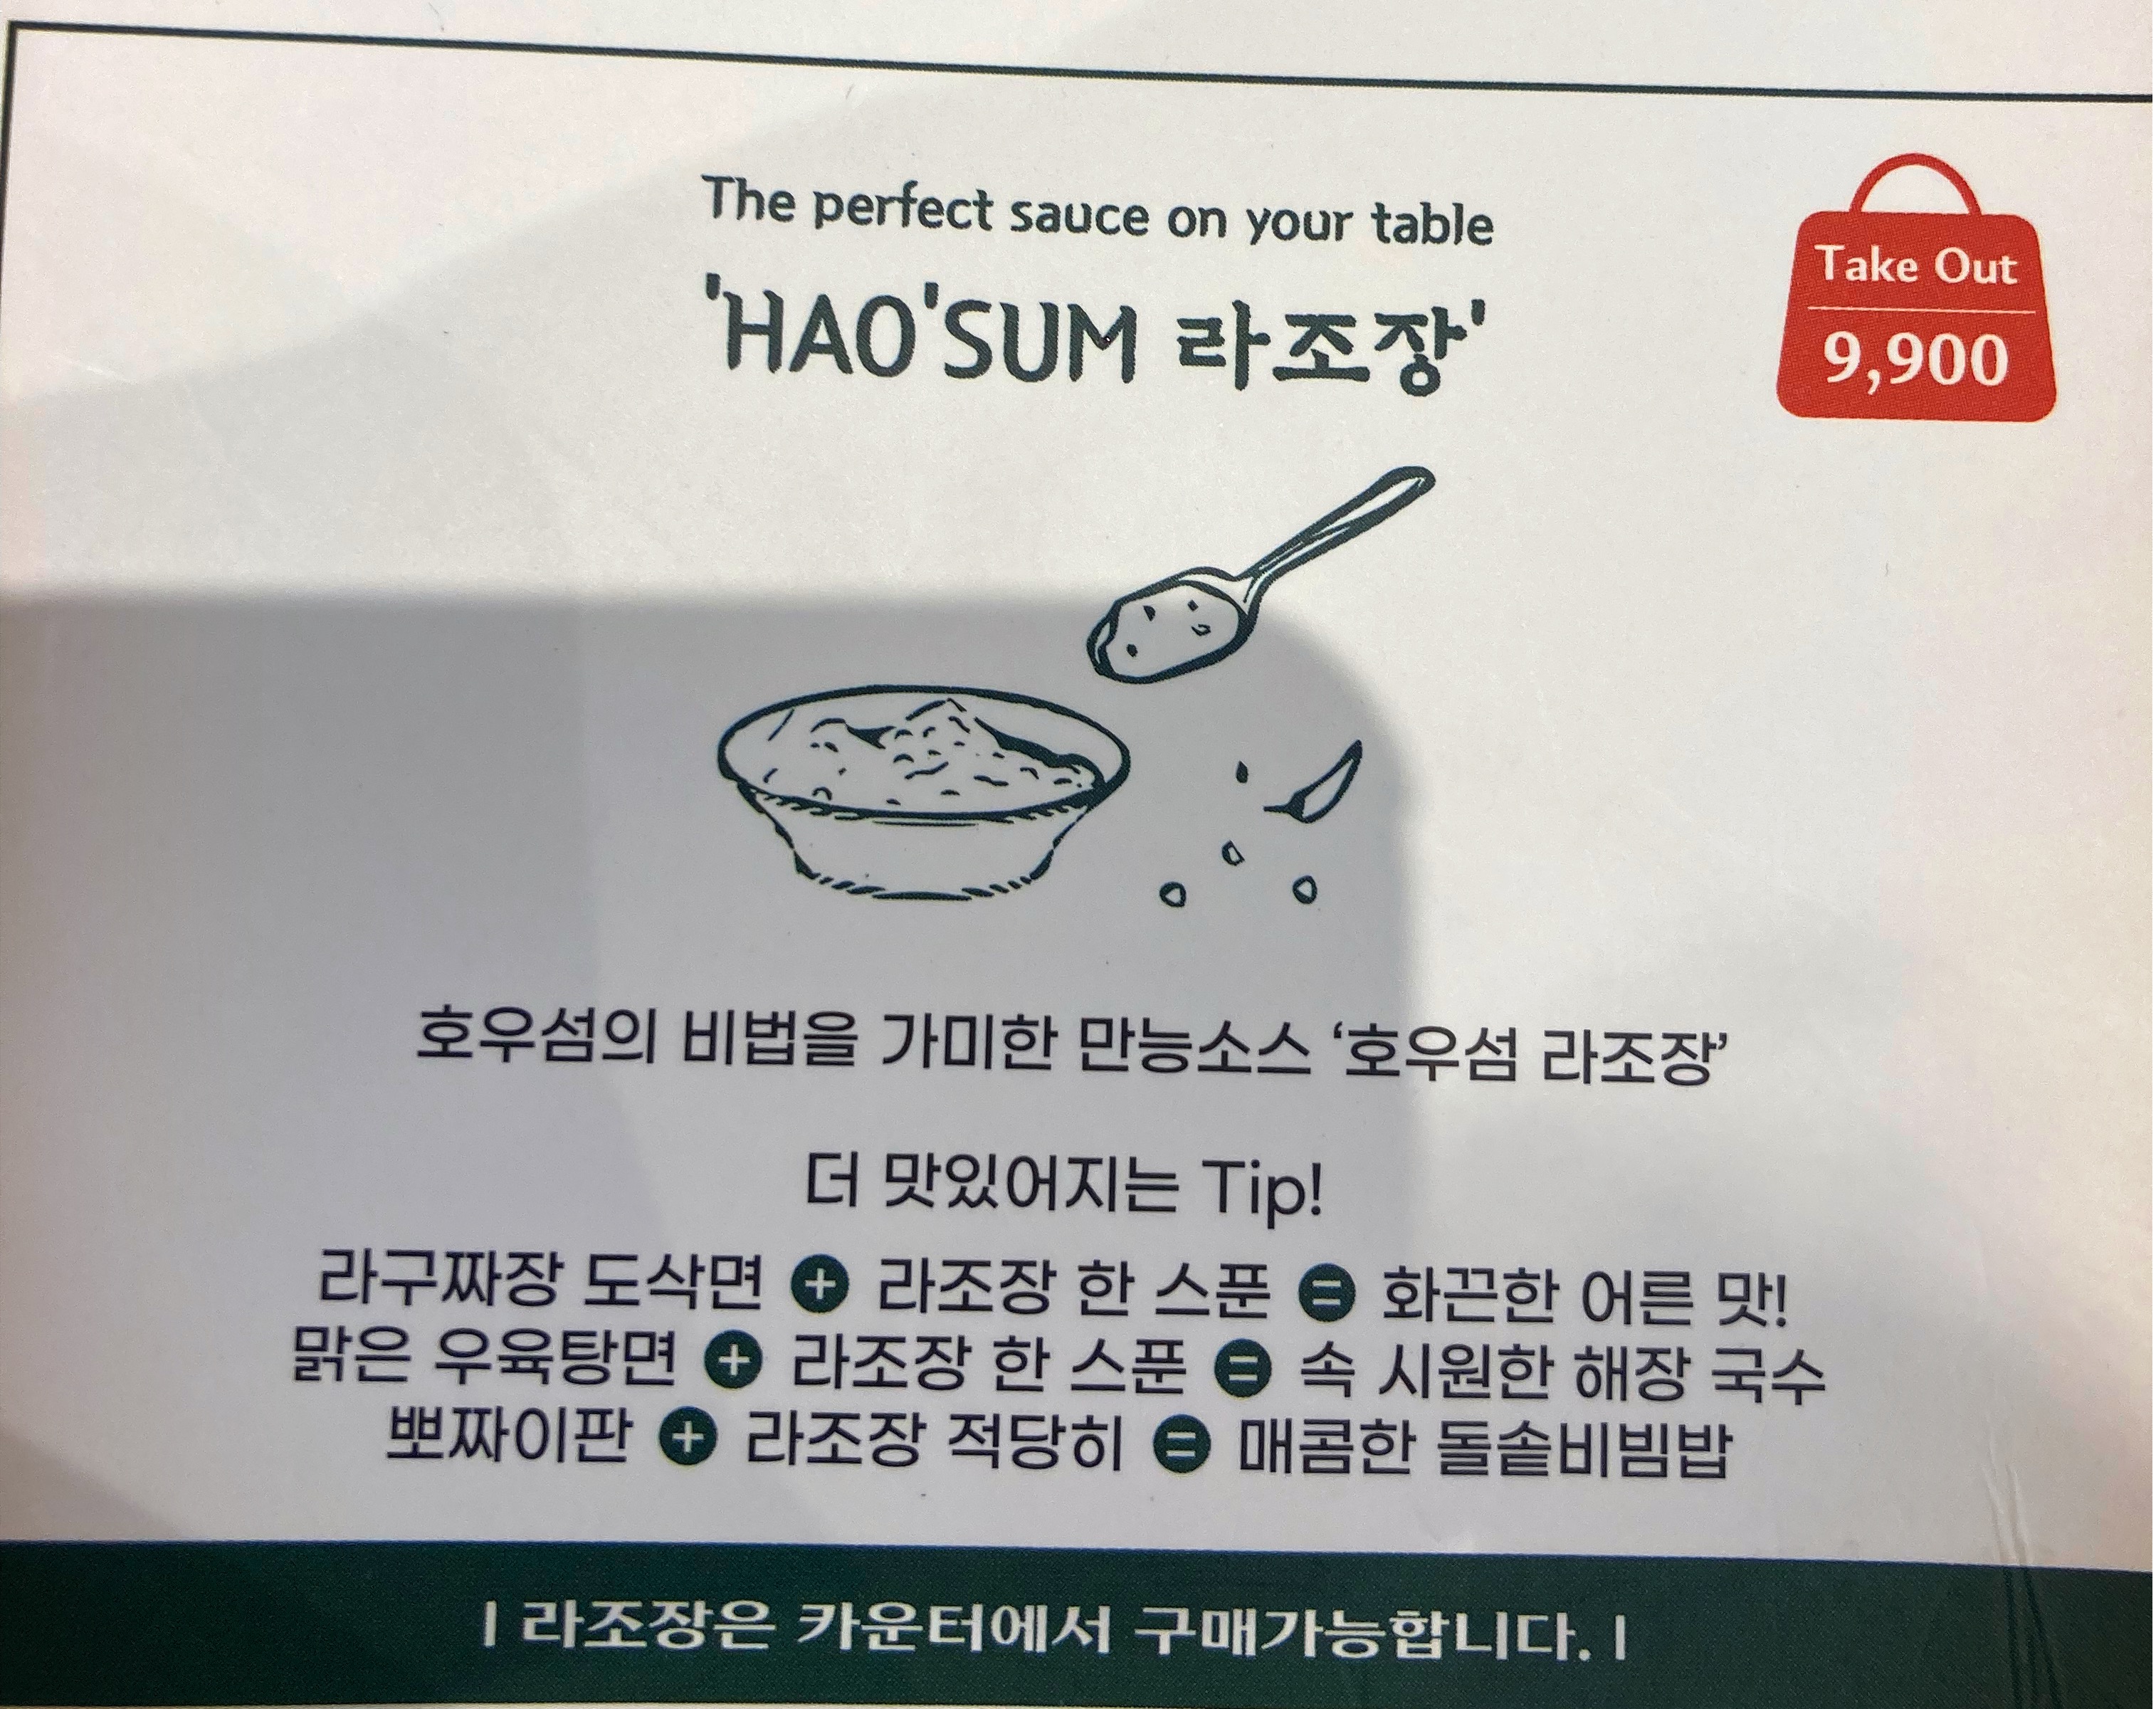 The perfect sauce on your table
'HAO'SUM 라조장'
Take Out
9,900
호우섬의 비법을 가미한 만능소스 ‘호우섬 라조장’
더 맛있어지는 Tip!
라구짜장 도삭면 + 라조장 한 스푼 = 화끈한 어른 맛!
맑은 우육탕면 + 라조장 한 스푼 = 속 시원한 해장 국수
뽀짜이판 + 라조장 적당히 = 매콤한 돌솥비빔밥
| 라조장은 카운터에서 구매가능합니다. |